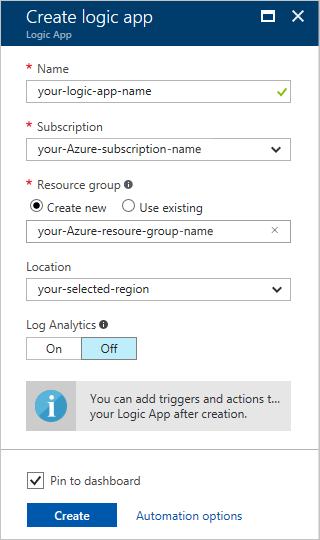 Create logic app
Logic App
* Name
your-logic-app-name
* Subscription
your-Azure-subscription-name
* Resource group
Create new Use existing
your-Azure-resoure-group-name
Location
your-selected-region
Log Analytics
On Off
You can add triggers and actions t...
your Logic App after creation.
Pin to dashboard
Create Automation options